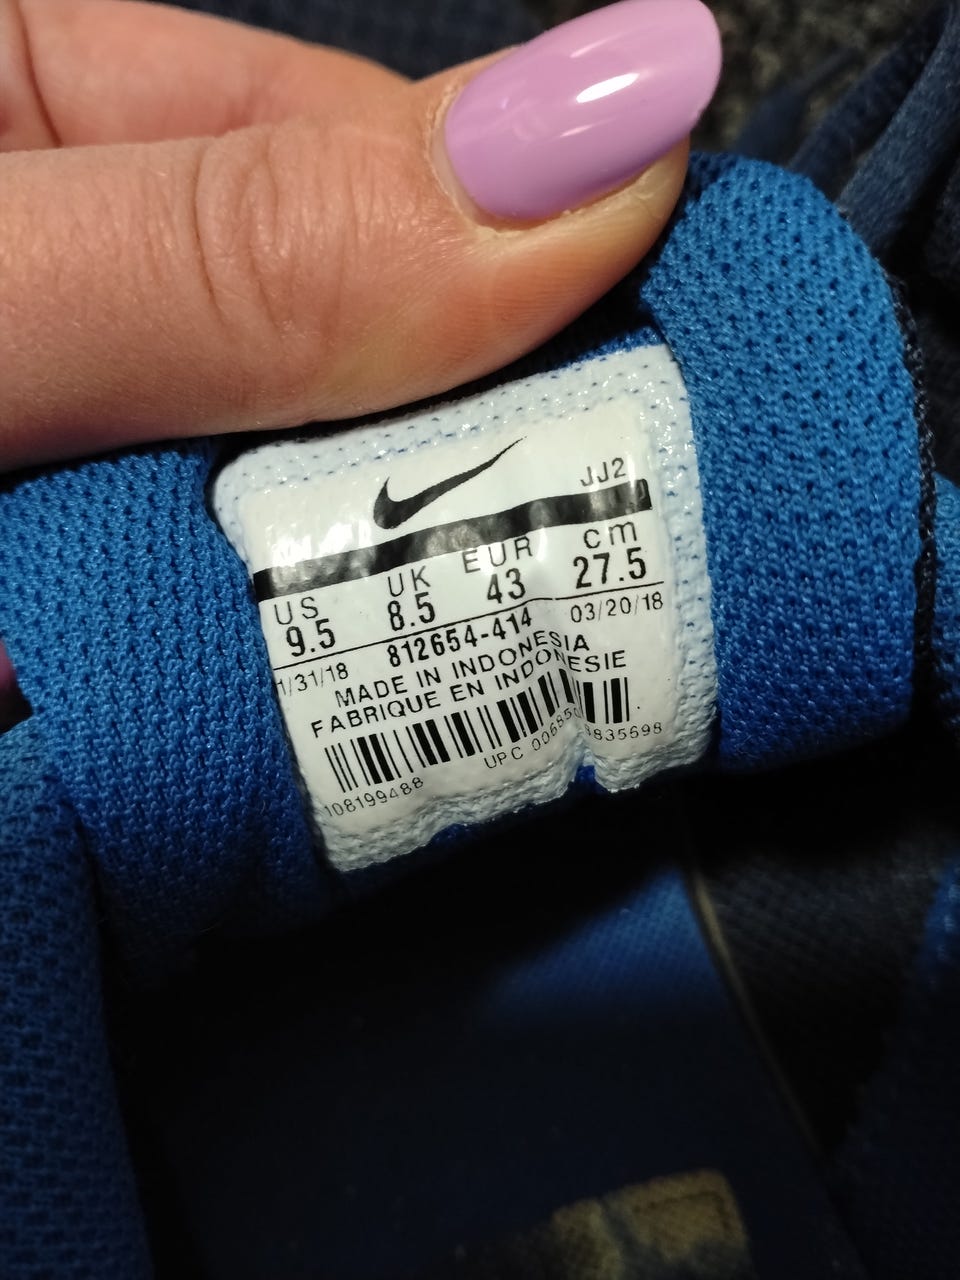 JJ2
US UK EUR cm
9.5 8.5 43 27.5
1/31/18 812654-414 03/20/18
MADE IN INDONESIA
FABRIQUE EN INDONESIE
108199488 UPC 00685